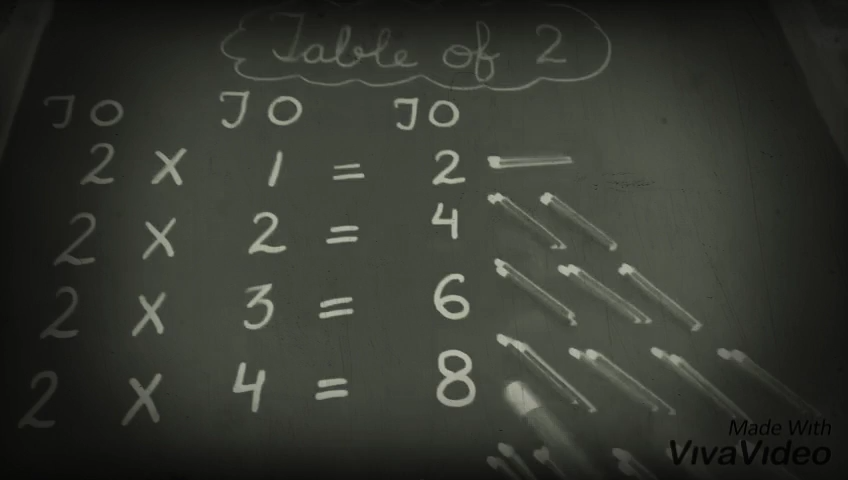 Table of 2
TO TO TO
2 x 1 = 2
2 x 2 = 4
2 x 3 = 6
2 x 4 = 8
Made With
VivaVideo